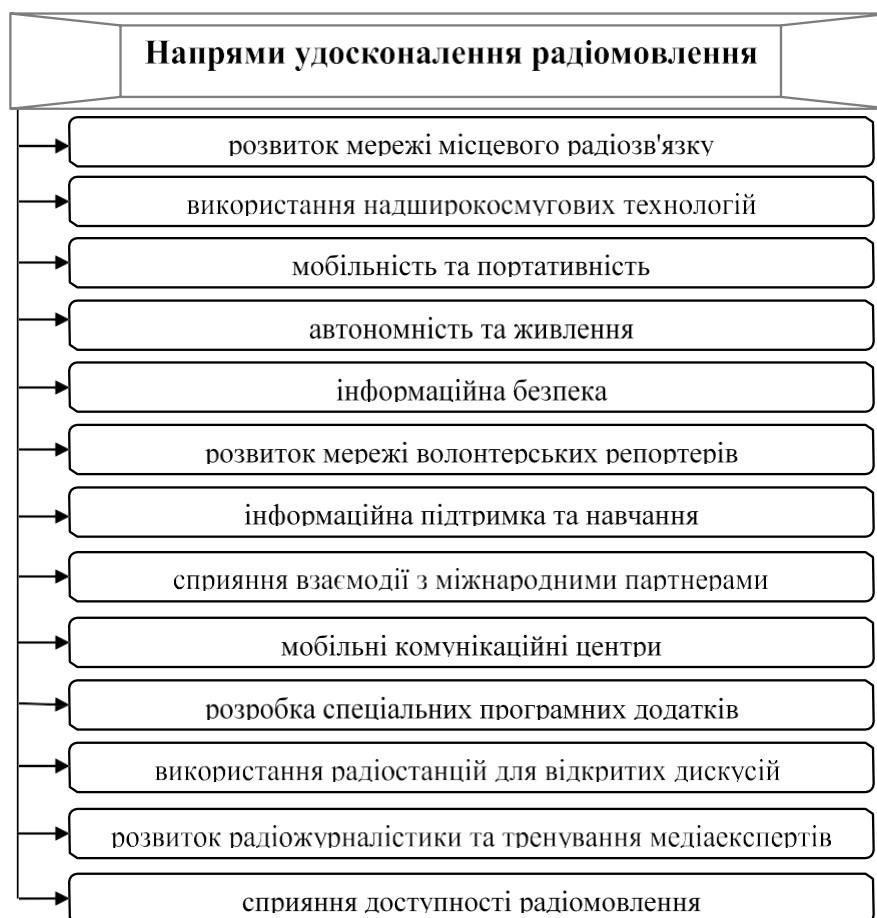 Напрями удосконалення радіомовлення
розвиток мережі місцевого радіозв'язку
використання надширокосмугових технологій
мобільність та портативність
автономність та живлення
інформаційна безпека
розвиток мережі волонтерських репортерів
інформаційна підтримка та навчання
сприяння взаємодії з міжнародними партнерами
мобільні комунікаційні центри
розробка спеціальних програмних додатків
використання радіостанцій для відкритих дискусій
розвиток радіожурналістики та тренування медіаекспертів
сприяння доступності радіомовлення